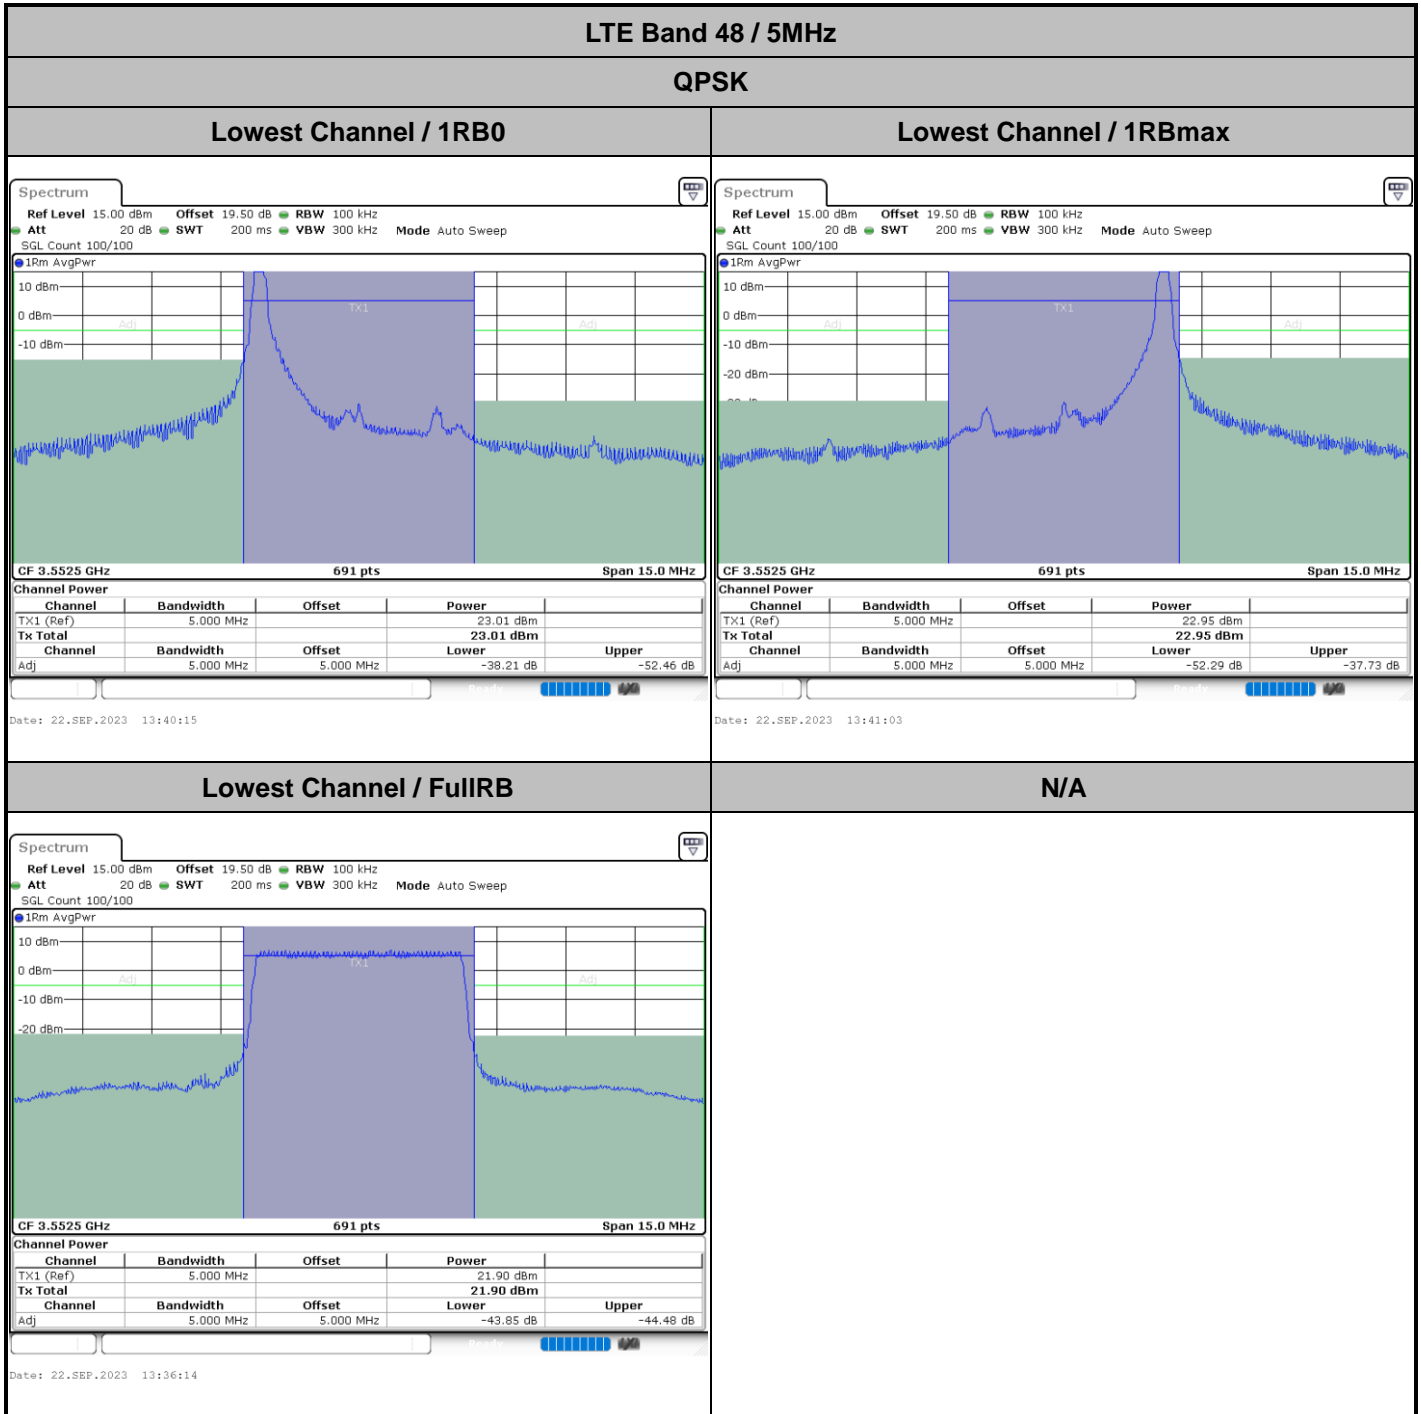 LTE Band 48 / 5MHz
QPSK
Lowest Channel / 1RB0
Lowest Channel / 1RBmax
Spectrum
Ref Level 15.00 dBm Offset 19.50 dB RBW 100 kHz
Att 20 dB SWT 200 ms VBW 300 kHz Mode Auto Sweep
SGL Count 100/100
1Rm AvgPwr
10 dBm
0 dBm
-10 dBm
Adj
TX1
Adj
CF 3.5525 GHz 691 pts Span 15.0 MHz
Channel Power
Channel Bandwidth Offset Power
TX1 (Ref) 5.000 MHz 23.01 dBm
Tx Total 23.01 dBm
Channel Bandwidth Offset Lower Upper
Adj 5.000 MHz 5.000 MHz -38.21 dB -52.46 dB
Ready
Date: 22.SEP.2023 13:40:15
Spectrum
Ref Level 15.00 dBm Offset 19.50 dB RBW 100 kHz
Att 20 dB SWT 200 ms VBW 300 kHz Mode Auto Sweep
SGL Count 100/100
1Rm AvgPwr
10 dBm
0 dBm
-10 dBm
-20 dBm
Adj
TX1
Adj
CF 3.5525 GHz 691 pts Span 15.0 MHz
Channel Power
Channel Bandwidth Offset Power
TX1 (Ref) 5.000 MHz 22.95 dBm
Tx Total 22.95 dBm
Channel Bandwidth Offset Lower Upper
Adj 5.000 MHz 5.000 MHz -52.29 dB -37.73 dB
Ready
Date: 22.SEP.2023 13:41:03
Lowest Channel / FullRB
N/A
Spectrum
Ref Level 15.00 dBm Offset 19.50 dB RBW 100 kHz
Att 20 dB SWT 200 ms VBW 300 kHz Mode Auto Sweep
SGL Count 100/100
1Rm AvgPwr
10 dBm
0 dBm
-10 dBm
-20 dBm
Adj
TX1
Adj
CF 3.5525 GHz 691 pts Span 15.0 MHz
Channel Power
Channel Bandwidth Offset Power
TX1 (Ref) 5.000 MHz 21.90 dBm
Tx Total 21.90 dBm
Channel Bandwidth Offset Lower Upper
Adj 5.000 MHz 5.000 MHz -43.85 dB -44.48 dB
Ready
Date: 22.SEP.2023 13:36:14